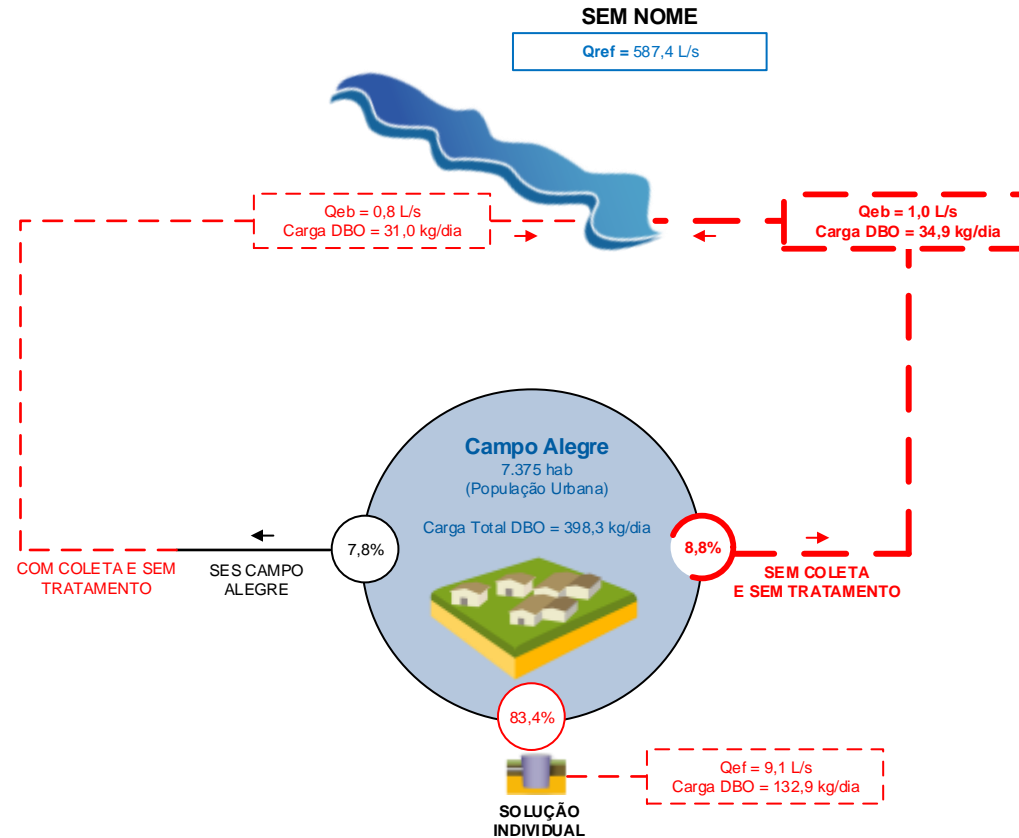 SEM NOME
Qref = 587,4 L/s
Qeb = 0,8 L/s
Carga DBO = 31,0 kg/dia
Qeb = 1,0 L/s
Carga DBO = 34,9 kg/dia
Campo Alegre
7.375 hab
(População Urbana)
Carga Total DBO = 398,3 kg/dia
7,8%
8,8%
COM COLETA E SEM
TRATAMENTO
SES CAMPO
ALEGRE
SEM COLETA
E SEM TRATAMENTO
83,4%
Qef = 9,1 L/s
Carga DBO = 132,9 kg/dia
SOLUÇÃO
INDIVIDUAL